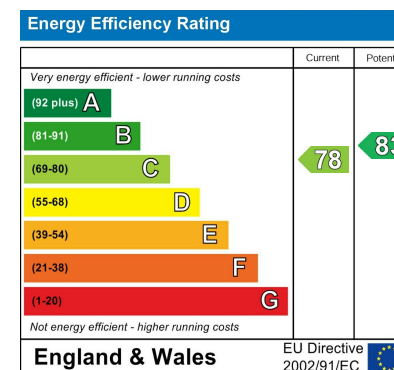 Energy Efficiency Rating
Current
Very energy efficient - lower running costs
(92 plus) A
(81-91) B
(69-80) C
(55-68) D
(39-54) E
(21-38) F
(1-20) G
78
Not energy efficient - higher running costs
England & Wales
EU Directive
2002/91/EC